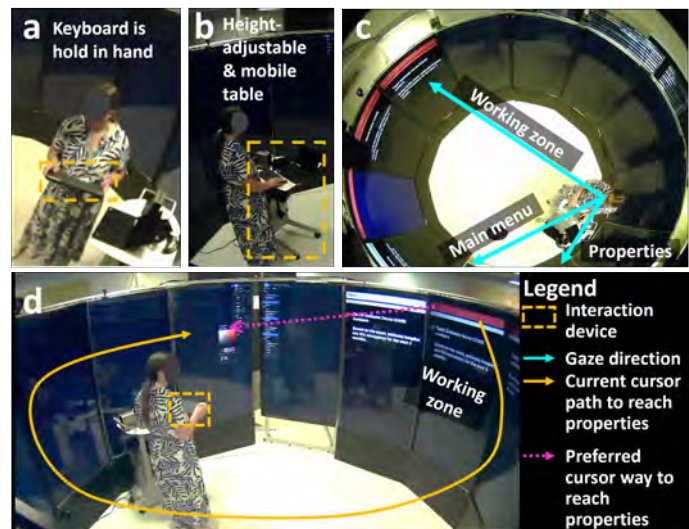 a
Keyboard is
hold in hand
b
Height-
adjustable
& mobile
table
c
Working zone
Main menu
Properties
d
Working
zone
Legend
Interaction
device
Gaze direction
Current cursor
path to reach
properties
Preferred
cursor way to
reach
properties